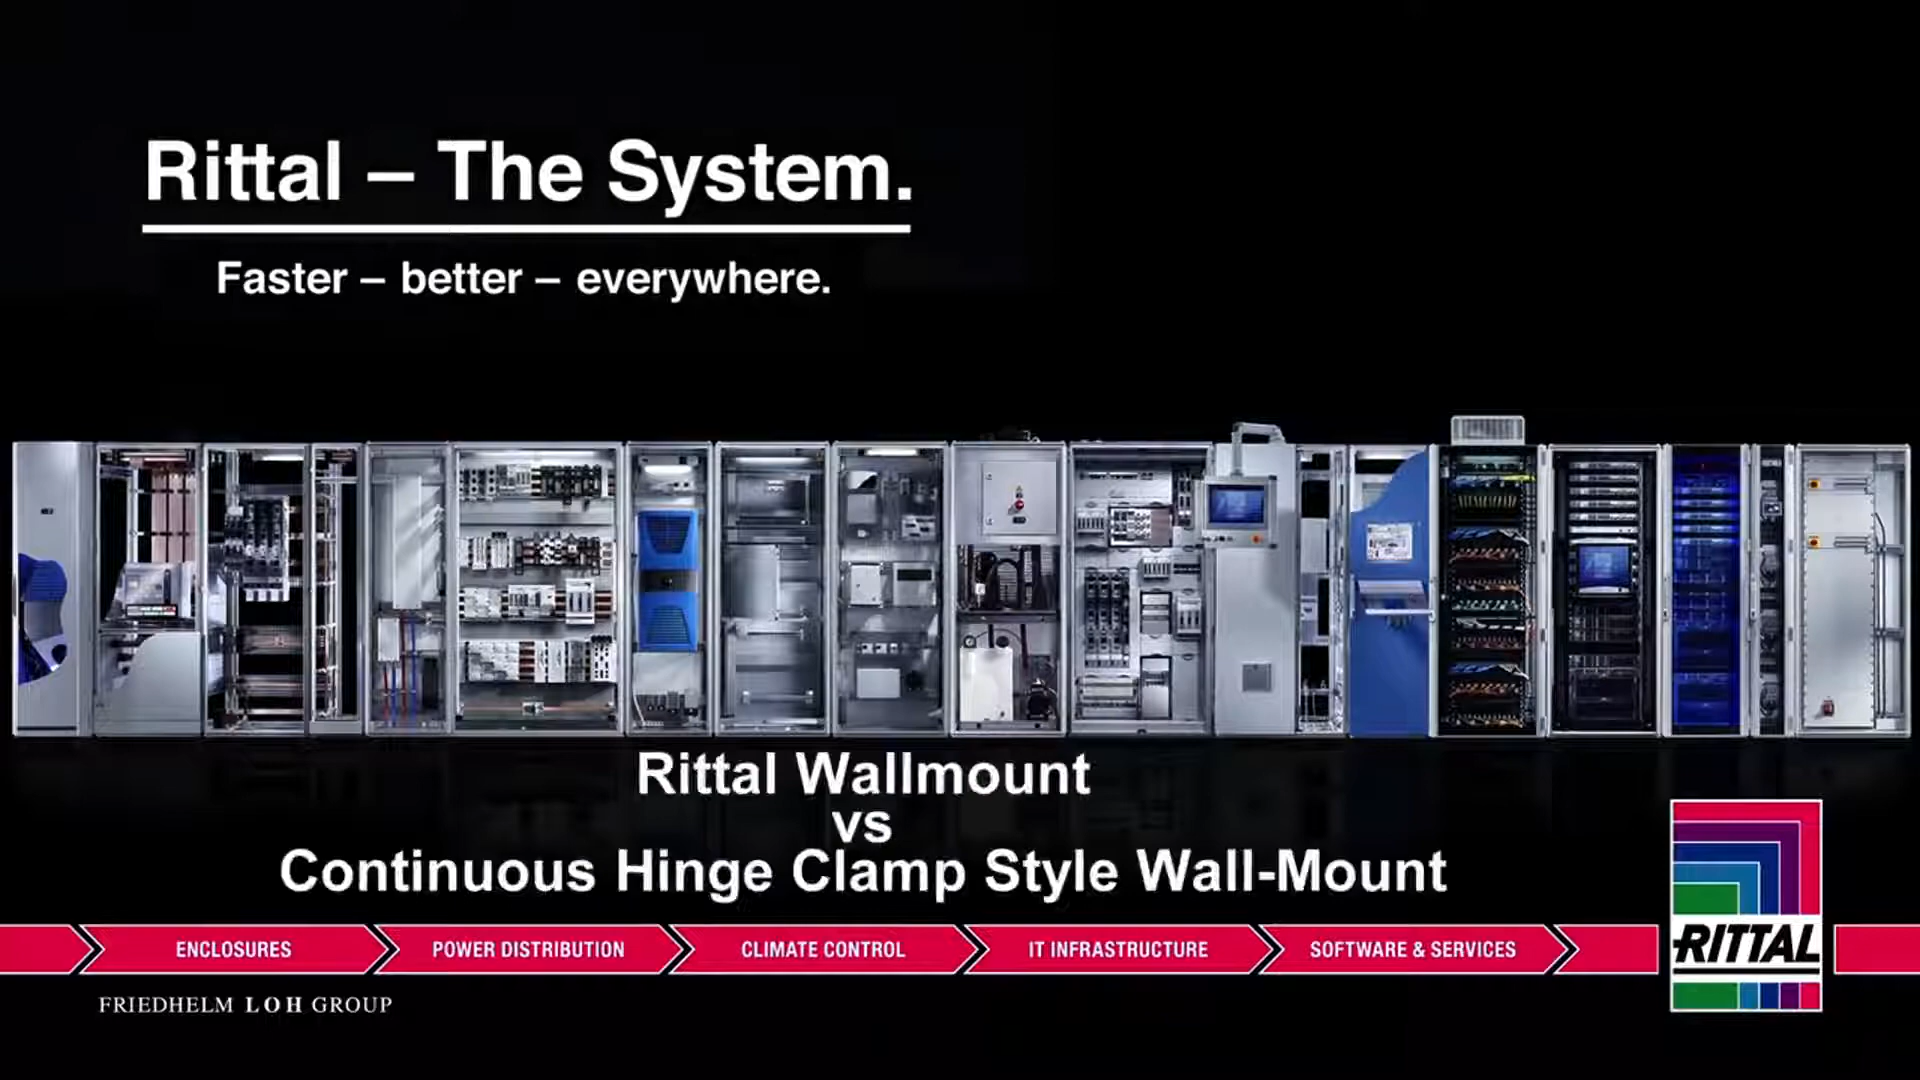 Rittal – The System.
Faster – better – everywhere.
Rittal Wallmount
vs
Continuous Hinge Clamp Style Wall-Mount
ENCLOSURES
POWER DISTRIBUTION
CLIMATE CONTROL
IT INFRASTRUCTURE
SOFTWARE & SERVICES
RITTAL
FRIEDHELM LOH GROUP